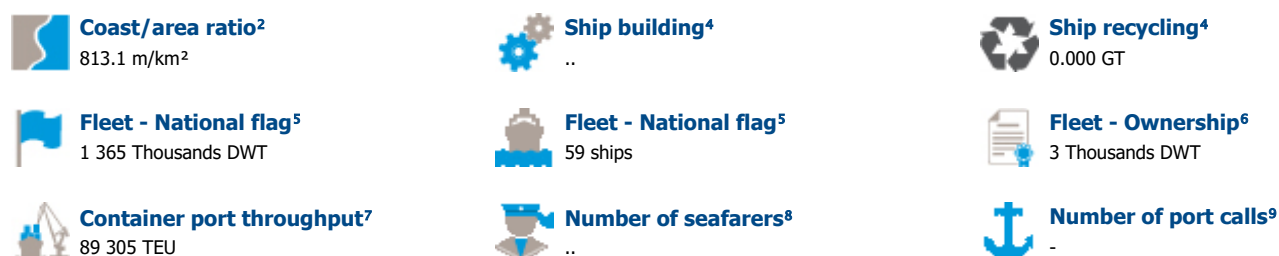 Coast/area ratio²
813.1 m/km²
Ship building⁴
..
Ship recycling⁴
0.000 GT
Fleet - National flag⁵
1 365 Thousands DWT
Fleet - National flag⁵
59 ships
Fleet - Ownership⁶
3 Thousands DWT
Container port throughput⁷
89 305 TEU
Number of seafarers⁸
..
Number of port calls⁹
-